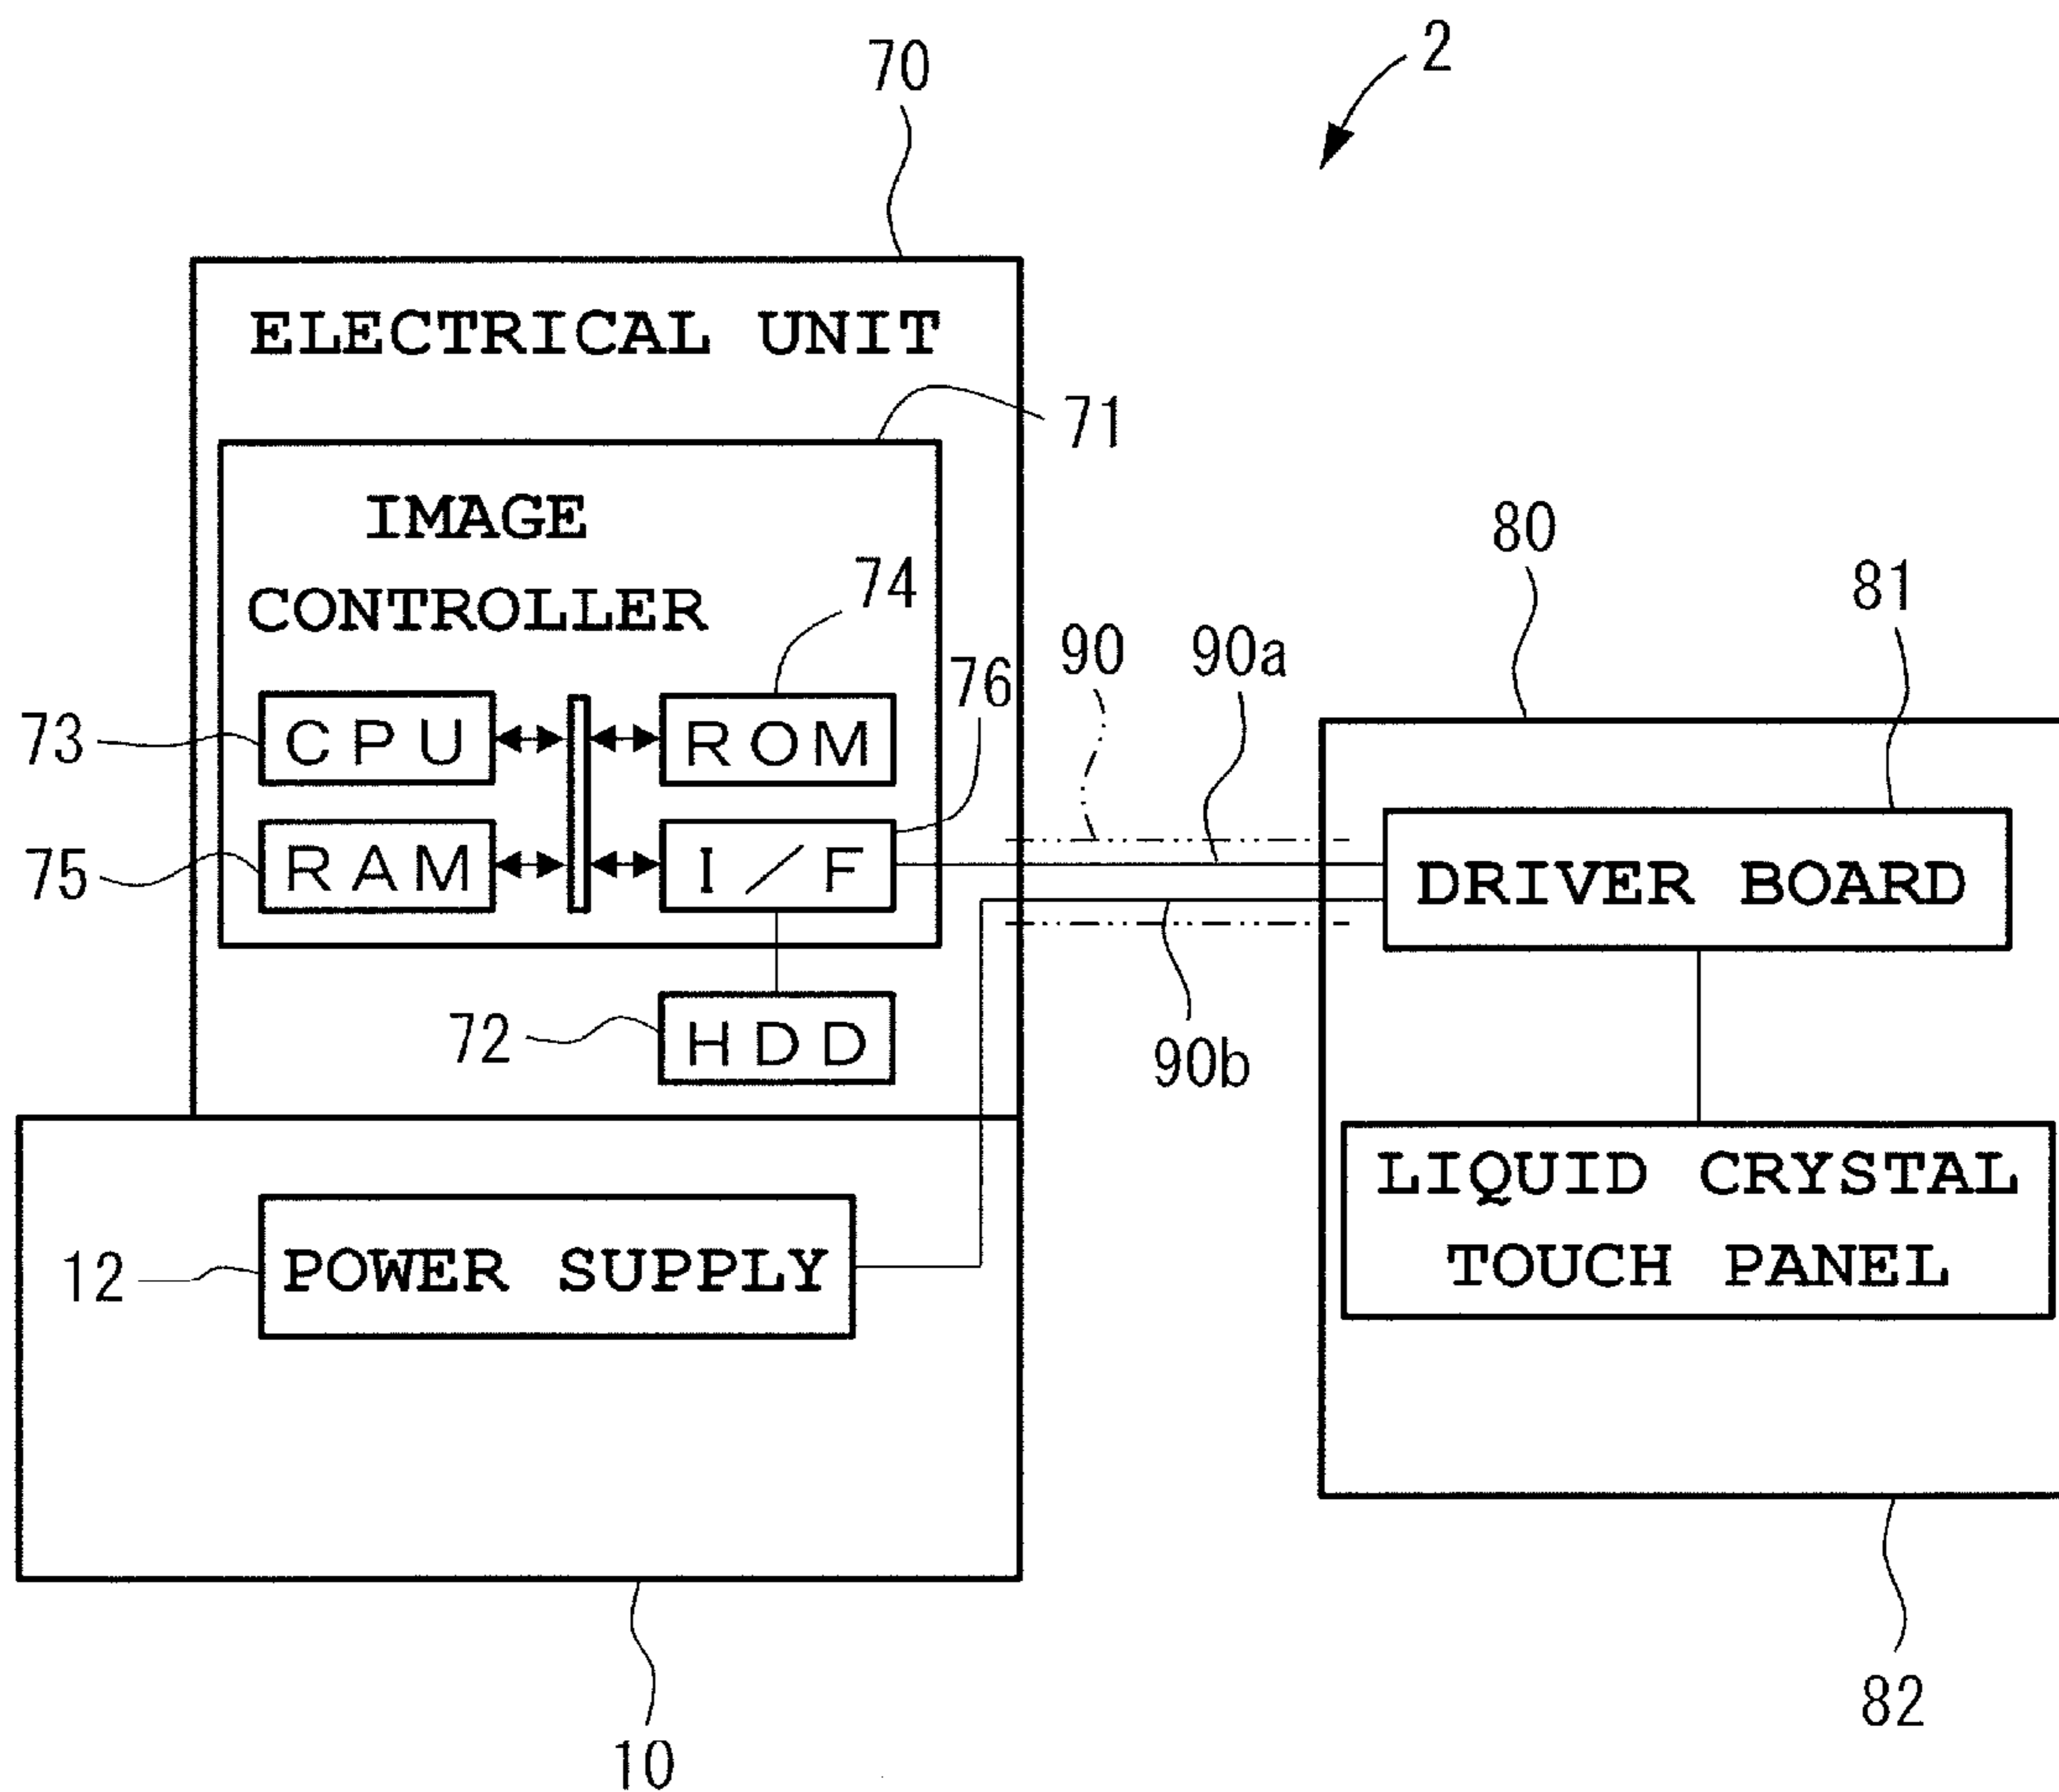 2
70
ELECTRICAL UNIT
71
IMAGE
CONTROLLER
74
76
73
CPU
ROM
75
RAM
I/F
72
HDD
90
90a
90b
80
81
DRIVER BOARD
LIQUID CRYSTAL
TOUCH PANEL
82
12
POWER SUPPLY
10